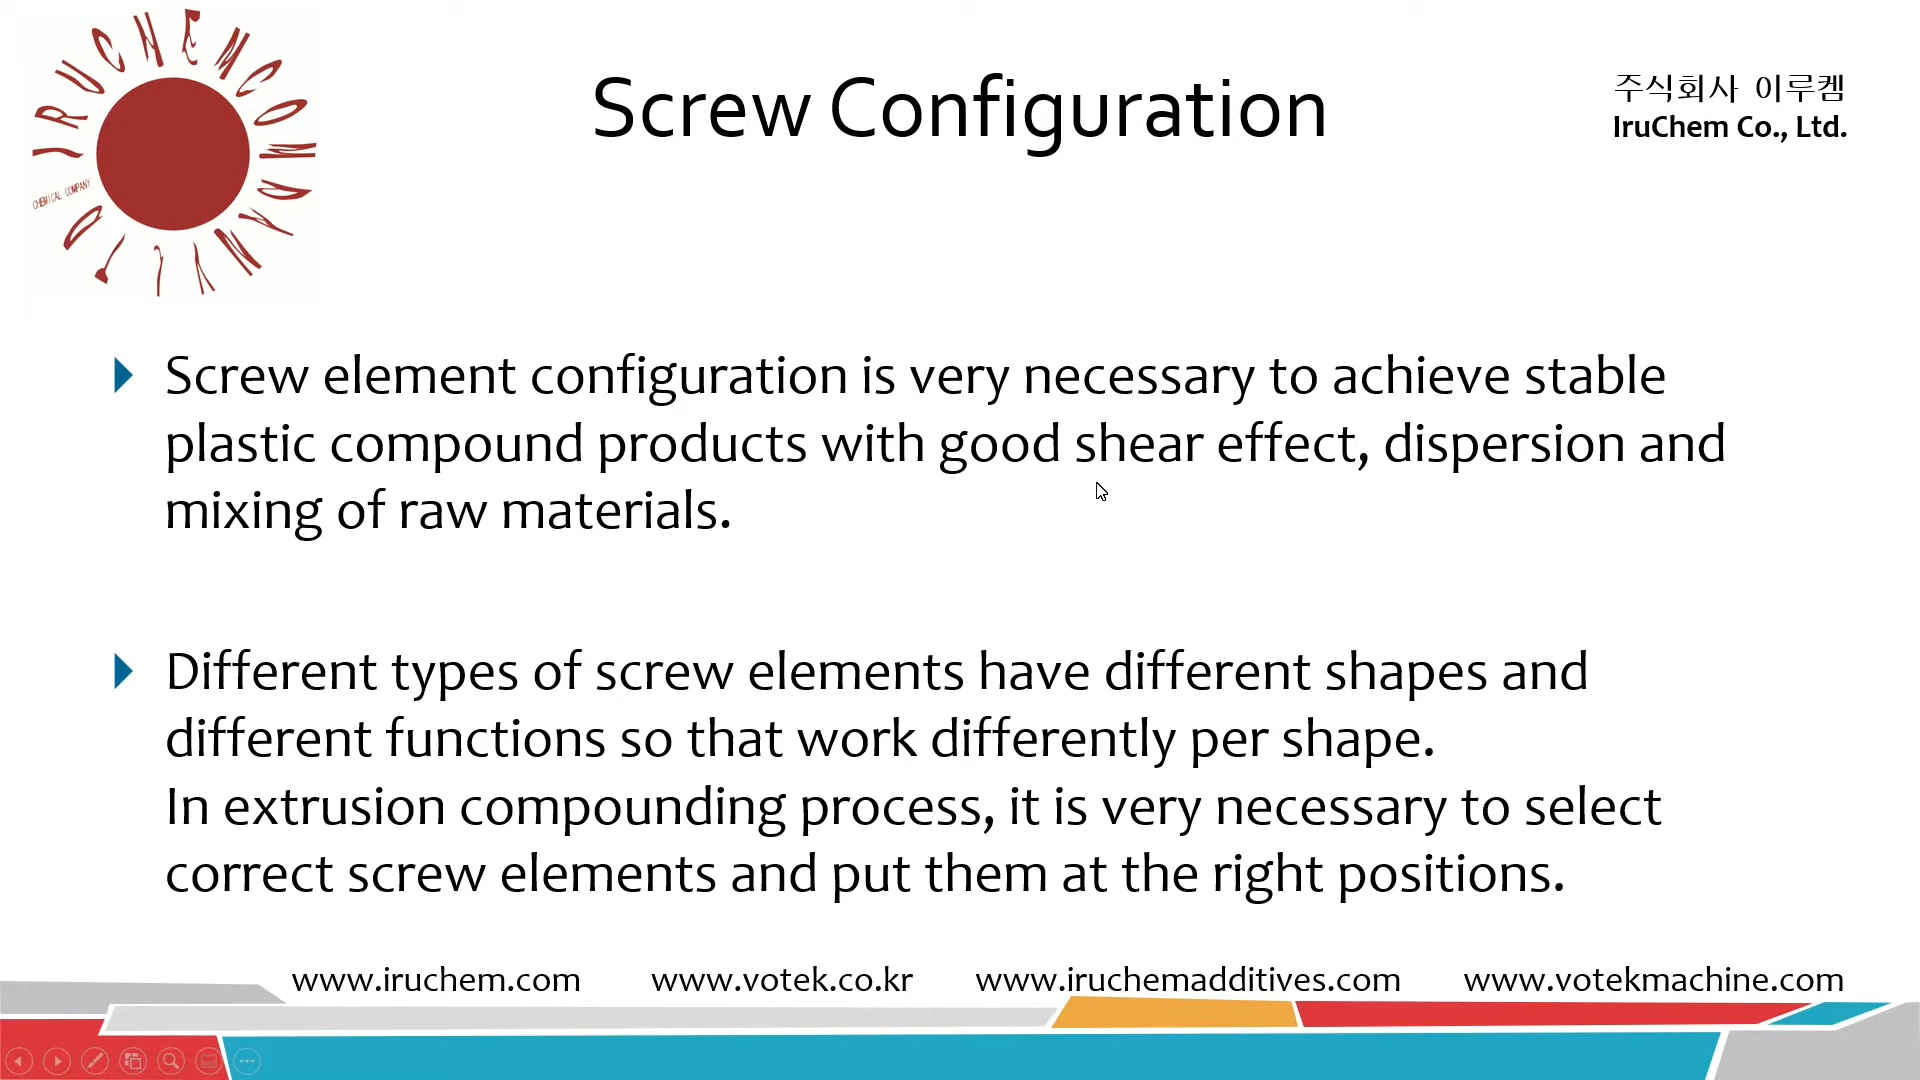 IRUCHEMCOMPANYLTD
CHEMICAL COMPANY
Screw Configuration
주식회사 이루켐
IruChem Co., Ltd.
Screw element configuration is very necessary to achieve stable
plastic compound products with good shear effect, dispersion and
mixing of raw materials.
Different types of screw elements have different shapes and
different functions so that work differently per shape.
In extrusion compounding process, it is very necessary to select
correct screw elements and put them at the right positions.
www.iruchem.com www.votek.co.kr www.iruchemadditives.com www.votekmachine.com